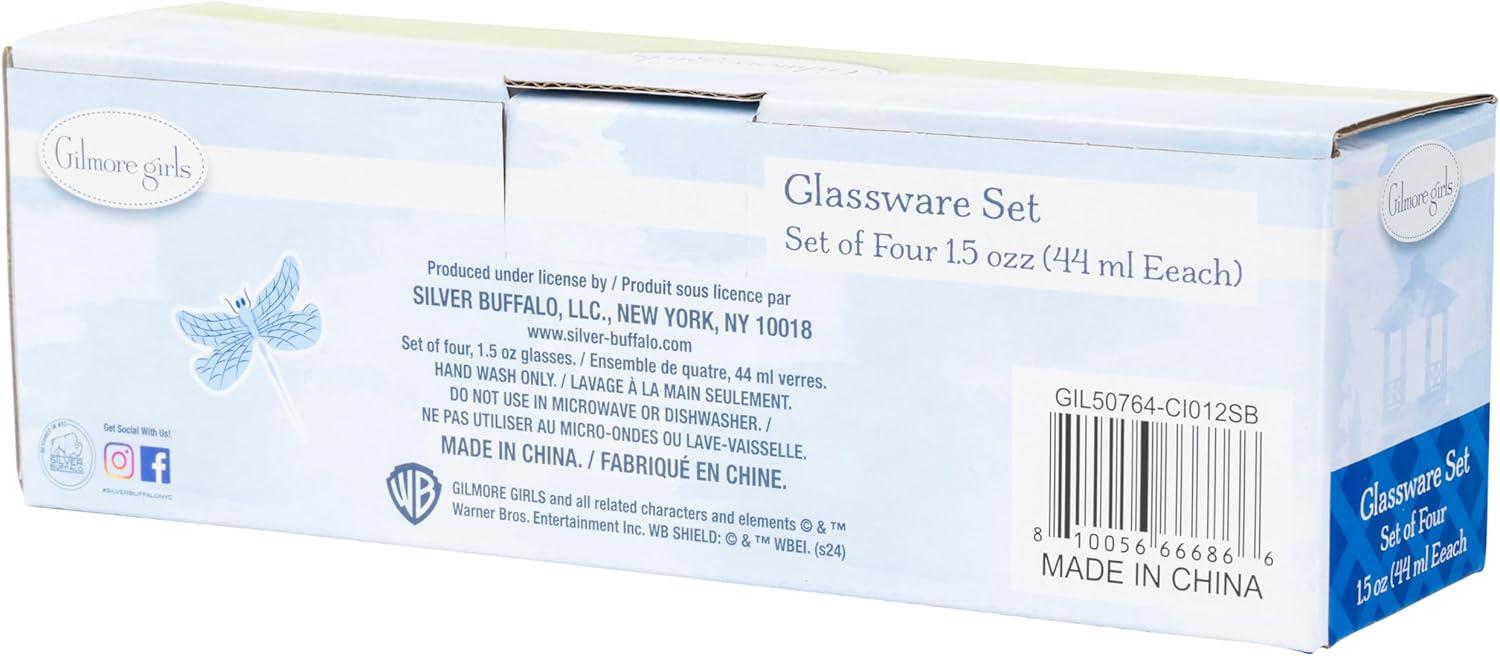 Gilmore girls
Gilmore girls
Glassware Set
Set of Four 1.5 ozz (44 ml Eeach)
Produced under license by / Produit sous licence par
SILVER BUFFALO, LLC., NEW YORK, NY 10018
www.silver-buffalo.com
Set of four, 1.5 oz glasses. / Ensemble de quatre, 44 ml verres.
HAND WASH ONLY. / LAVAGE À LA MAIN SEULEMENT.
DO NOT USE IN MICROWAVE OR DISHWASHER. /
NE PAS UTILISER AU MICRO-ONDES OU LAVE-VAISSELLE.
MADE IN CHINA. / FABRIQUÉ EN CHINE.
WB
GILMORE GIRLS and all related characters and elements © & ™
Warner Bros. Entertainment Inc. WB SHIELD: © & ™ WBEI. (s24)
SILVER
BUFFALO
Get Social With Us!
#SILVERBUFFALONYC
GIL50764-CI012SB
8 10056 66686 6
MADE IN CHINA
Gilmore girls
Glassware Set
Set of Four
1.5 oz (44 ml Eeach